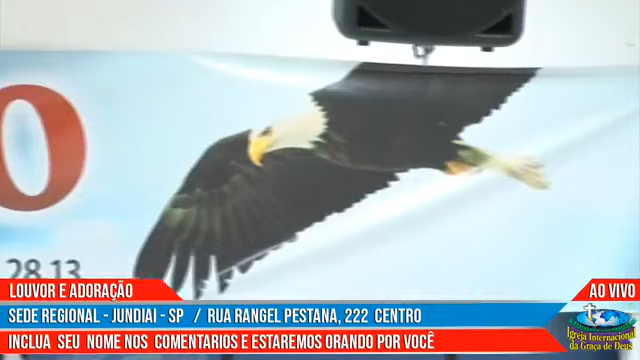 O
28.13
LOUVOR E ADORAÇÃO
AO VIVO
SEDE REGIONAL - JUNDIAI - SP / RUA RANGEL PESTANA, 222 CENTRO
INCLUA SEU NOME NOS COMENTARIOS E ESTAREMOS ORANDO POR VOCÊ
Igreja Internacional
da Graça de Deus